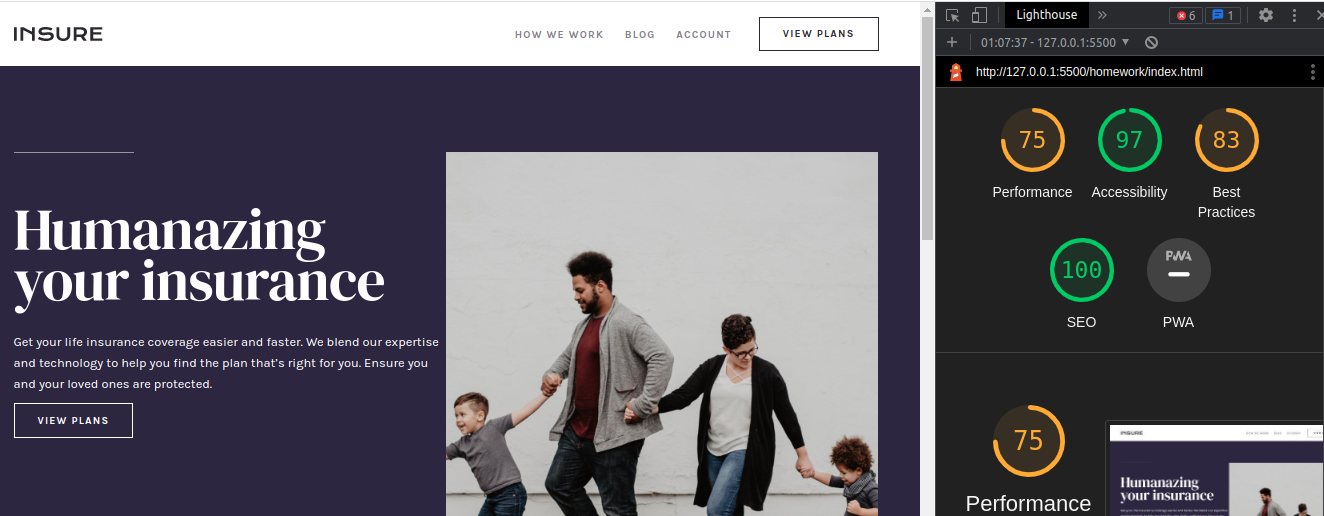 INSURE
HOW WE WORK BLOG ACCOUNT VIEW PLANS
Humanazing
your insurance
Get your life insurance coverage easier and faster. We blend our expertise
and technology to help you find the plan that's right for you. Ensure you
and your loved ones are protected.
VIEW PLANS
Lighthouse » 6 1
+ 01:07:37 - 127.0.0.1:5500
http://127.0.0.1:5500/homework/index.html
75 97 83
Performance Accessibility Best
Practices
100 PWA
SEO PWA
75
Performance
INSURE
Humanazing
your insurance